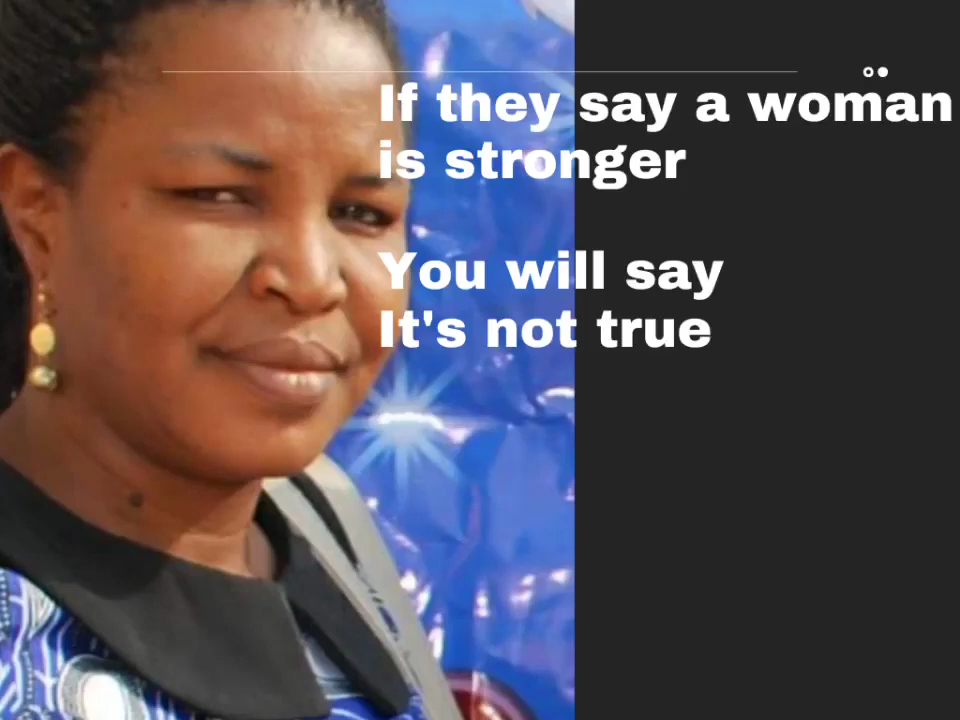 If they say a woman
is stronger
You will say
It's not true